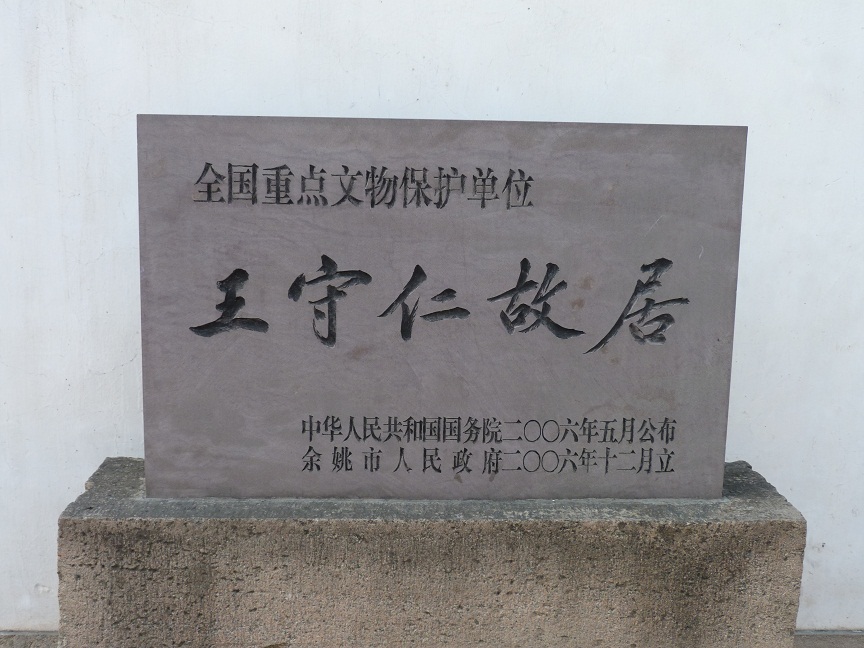 全国重点文物保护单位
王守仁故居
中华人民共和国国务院二〇〇六年五月公布
余姚市人民政府二〇〇六年十二月立